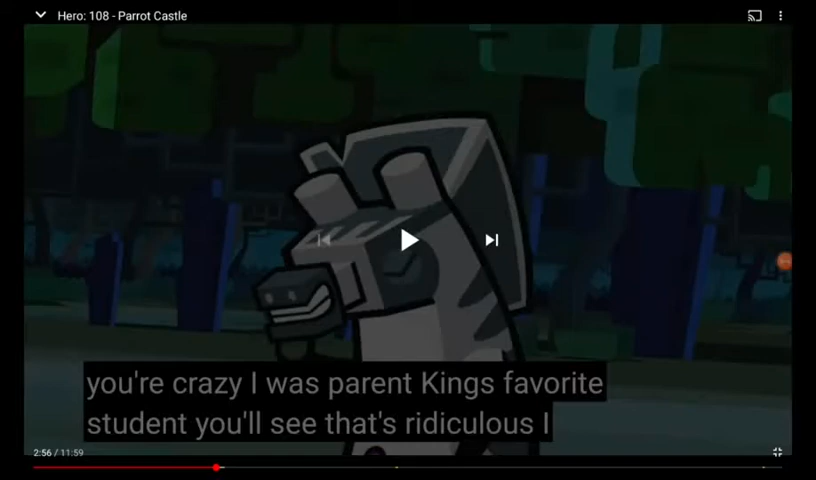 Hero: 108 - Parrot Castle
you're crazy I was parent Kings favorite
student you'll see that's ridiculous I
2:56 / 11:59